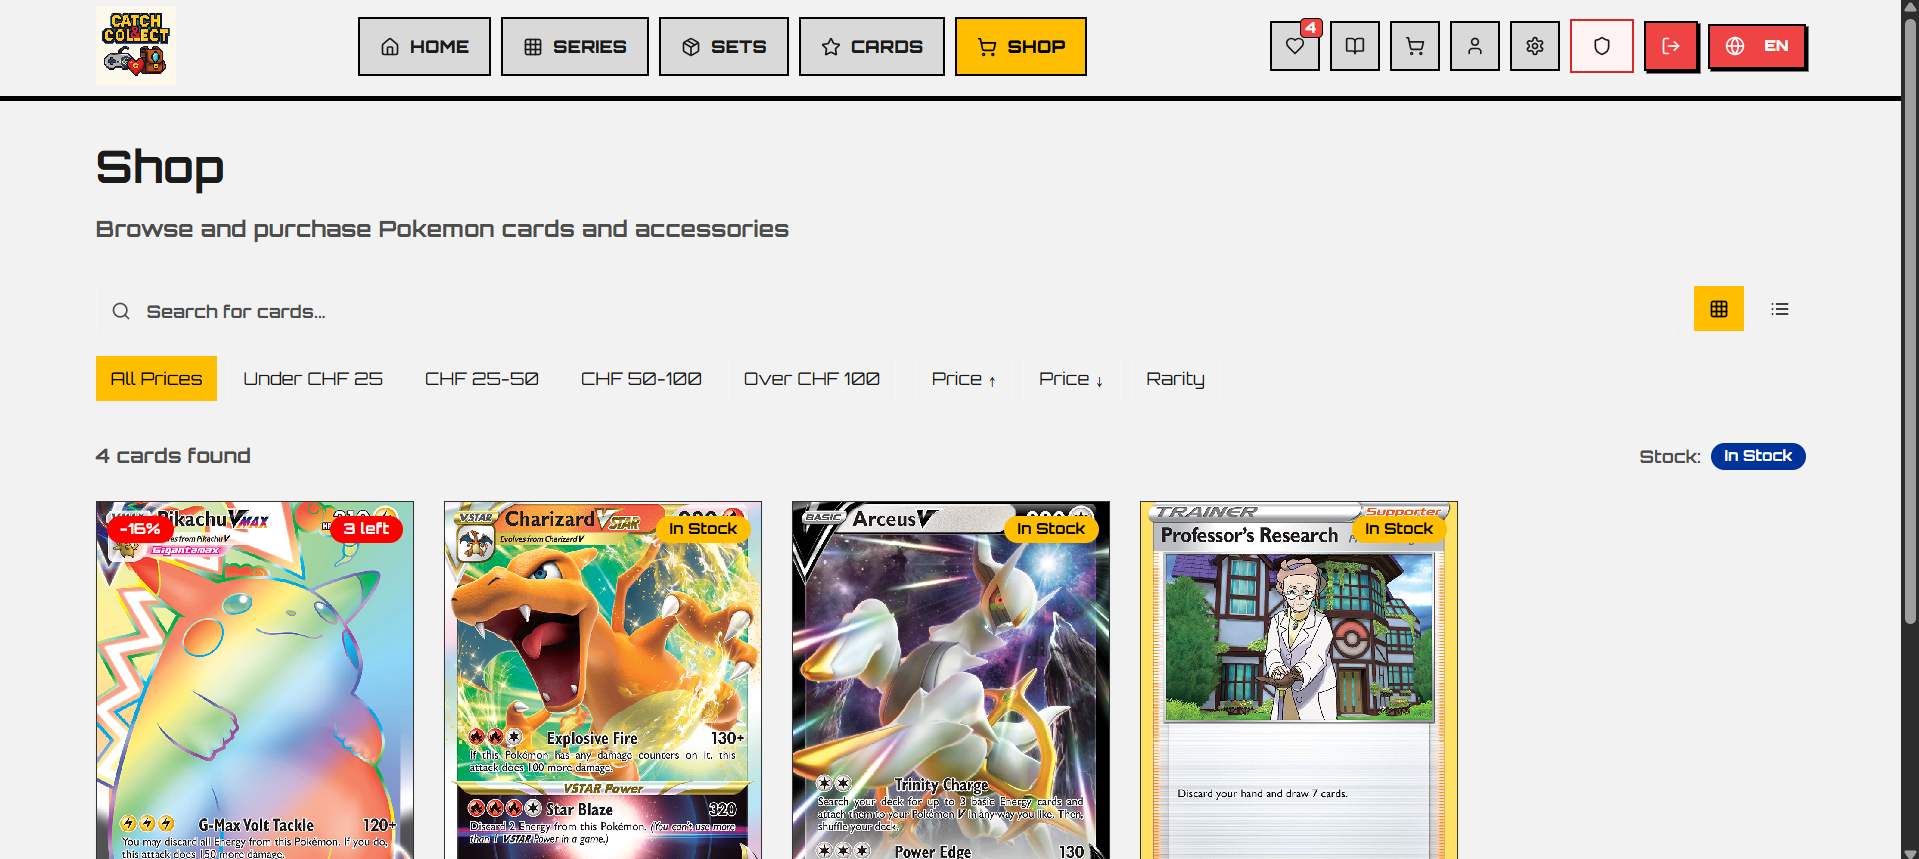 CATCH
&
COLLECT
HOME
SERIES
SETS
CARDS
SHOP
4
EN
Shop
Browse and purchase Pokemon cards and accessories
Search for cards...
All Prices
Under CHF 25
CHF 25-50
CHF 50-100
Over CHF 100
Price ↑
Price ↓
Rarity
4 cards found
Stock:
In Stock
-16%
Pikachu VMAX
3 left
Evolves from Pikachu V
Gigantamax
G-Max Volt Tackle 120+
You may discard all Energy from this Pokémon. If you do,
this attack does 150 more damage.
VSTAR
Charizard VSTAR
In Stock
Evolves from Charizard V
Explosive Fire 130+
If this Pokémon has any damage counters on it, this
attack does 100 more damage.
VSTAR Power
Star Blaze 320
Discard 2 Energy from this Pokémon. (You can't use more
than 1 VSTAR Power in a game.)
BASIC
Arceus V
In Stock
Trinity Charge
Search your deck for up to 3 basic Energy cards and
attach them to your Pokémon V in any way you like. Then,
shuffle your deck.
Power Edge 130
TRAINER
Supporter
In Stock
Professor's Research
Discard your hand and draw 7 cards.